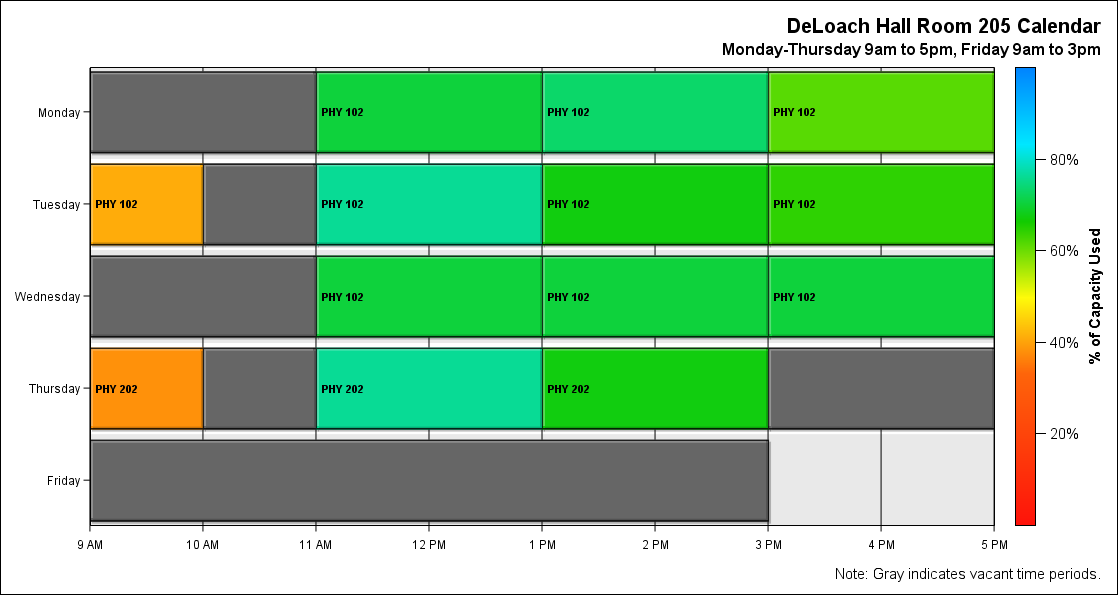 DeLoach Hall Room 205 Calendar
Monday-Thursday 9am to 5pm, Friday 9am to 3pm
Monday
PHY 102
PHY 102
PHY 102
Tuesday
PHY 102
PHY 102
PHY 102
PHY 102
Wednesday
PHY 102
PHY 102
PHY 102
Thursday
PHY 202
PHY 202
PHY 202
Friday
9 AM
10 AM
11 AM
12 PM
1 PM
2 PM
3 PM
4 PM
5 PM
80%
60%
40%
20%
% of Capacity Used
Note: Gray indicates vacant time periods.